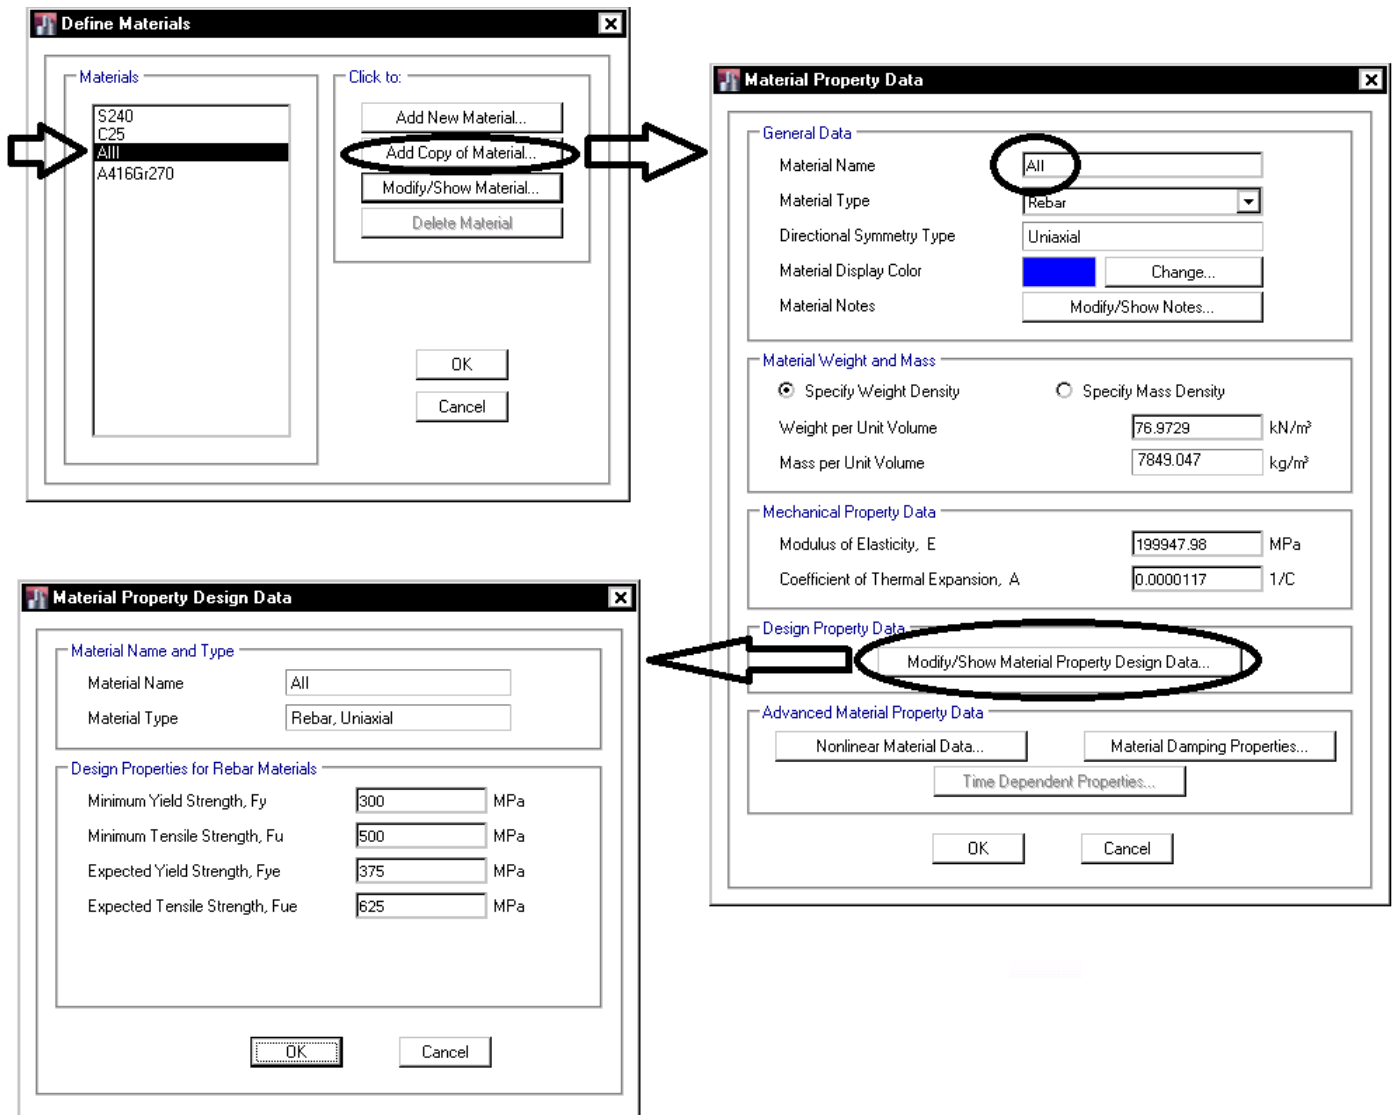 Define Materials
Materials
S240
C25
AIII
A416Gr270
Click to:
Add New Material...
Add Copy of Material...
Modify/Show Material...
Delete Material
OK
Cancel
Material Property Data
General Data
Material Name
AII
Material Type
Rebar
Directional Symmetry Type
Uniaxial
Material Display Color
Change...
Material Notes
Modify/Show Notes...
Material Weight and Mass
Specify Weight Density
Specify Mass Density
Weight per Unit Volume
76.9729
kN/m³
Mass per Unit Volume
7849.047
kg/m³
Mechanical Property Data
Modulus of Elasticity, E
199947.98
MPa
Coefficient of Thermal Expansion, A
0.0000117
1/C
Design Property Data
Modify/Show Material Property Design Data...
Advanced Material Property Data
Nonlinear Material Data...
Material Damping Properties...
Time Dependent Properties...
OK
Cancel
Material Property Design Data
Material Name and Type
Material Name
AII
Material Type
Rebar, Uniaxial
Design Properties for Rebar Materials
Minimum Yield Strength, Fy
300
MPa
Minimum Tensile Strength, Fu
500
MPa
Expected Yield Strength, Fye
375
MPa
Expected Tensile Strength, Fue
625
MPa
OK
Cancel